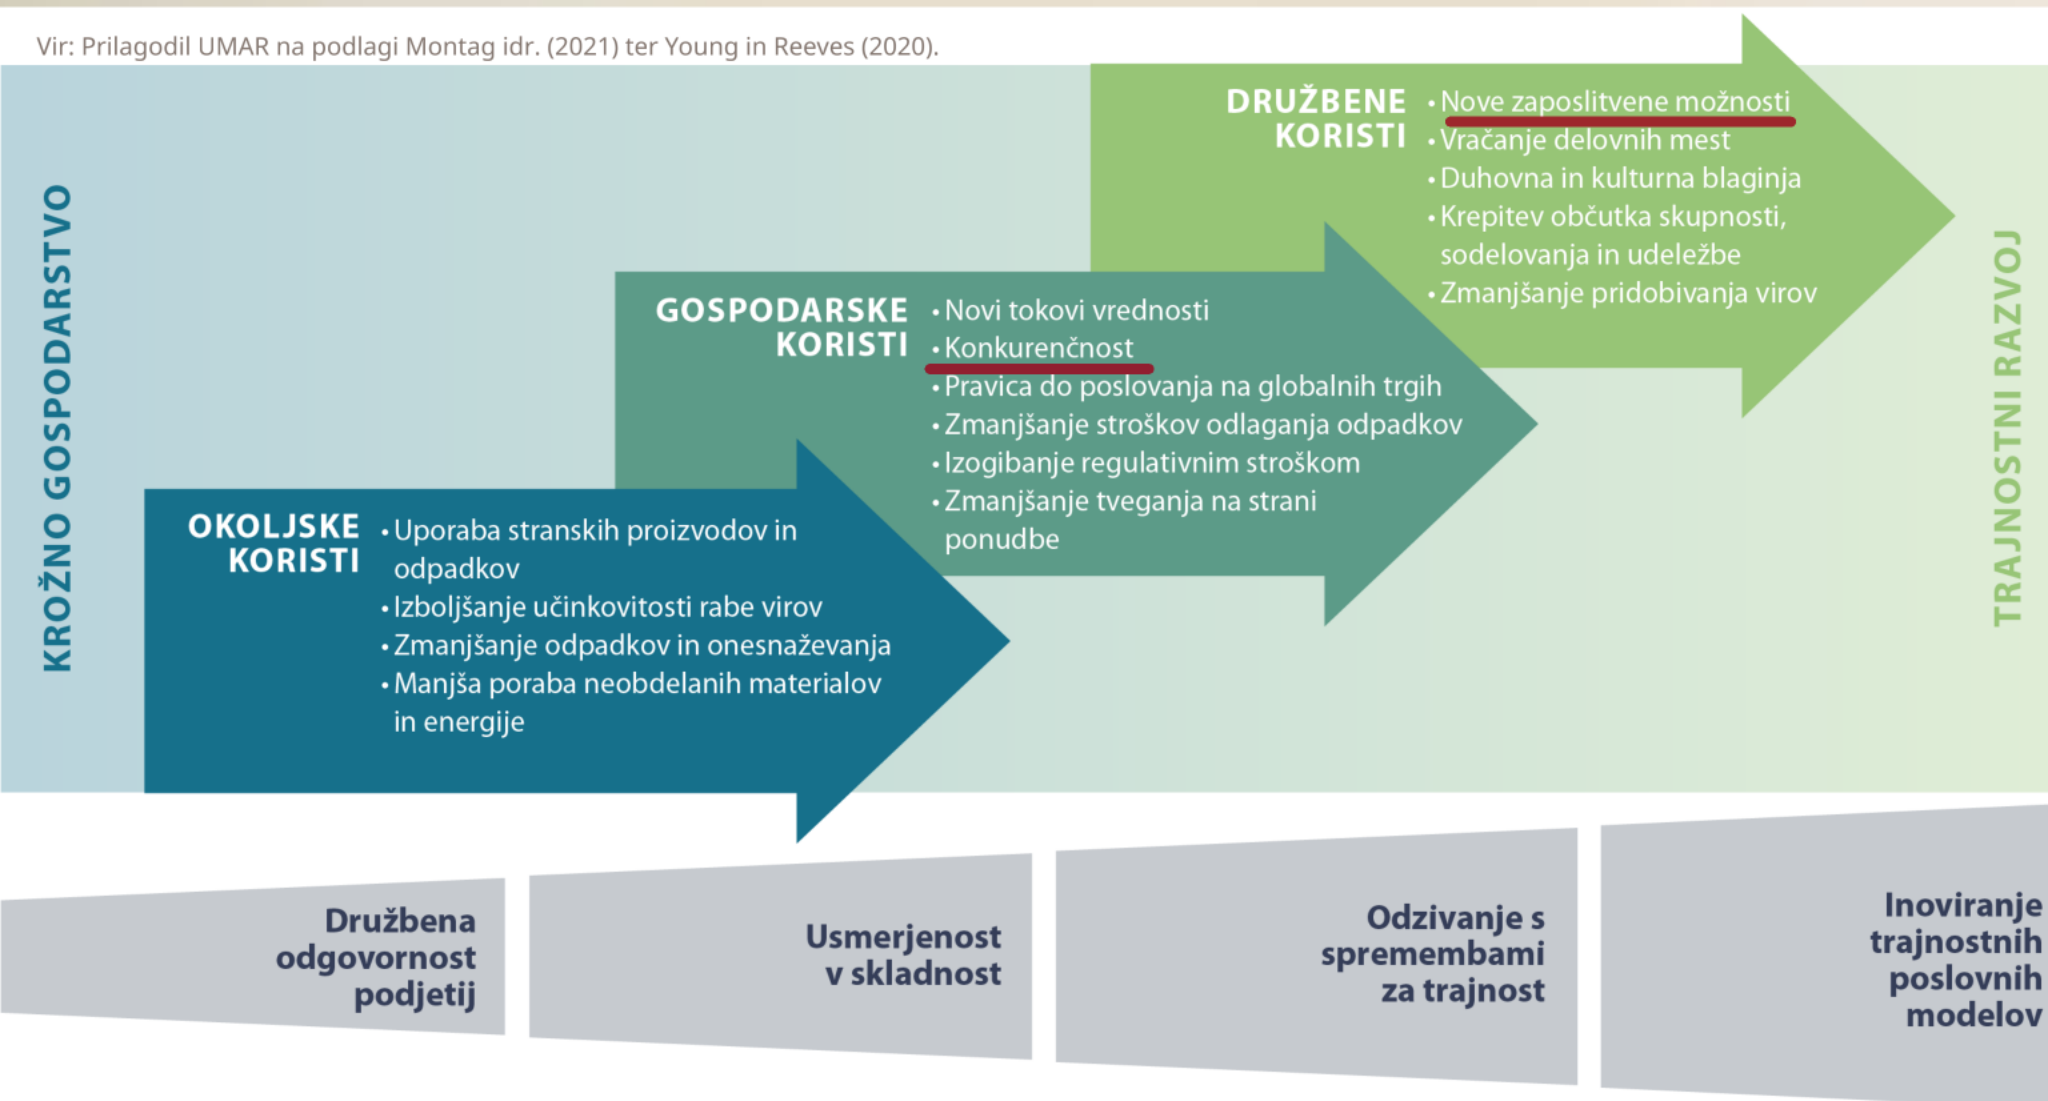 Vir: Prilagodil UMAR na podlagi Montag idr. (2021) ter Young in Reeves (2020).
KROŽNO GOSPODARSTVO
DRUŽBENE
KORISTI
• Nove zaposlitvene možnosti
• Vračanje delovnih mest
• Duhovna in kulturna blaginja
• Krepitev občutka skupnosti,
sodelovanja in udeležbe
• Zmanjšanje pridobivanja virov
GOSPODARSKE
KORISTI
• Novi tokovi vrednosti
• Konkurenčnost
• Pravica do poslovanja na globalnih trgih
• Zmanjšanje stroškov odlaganja odpadkov
• Izogibanje regulativnim stroškom
• Zmanjšanje tveganja na strani
ponudbe
OKOLJSKE
KORISTI
• Uporaba stranskih proizvodov in
odpadkov
• Izboljšanje učinkovitosti rabe virov
• Zmanjšanje odpadkov in onesnaževanja
• Manjša poraba neobdelanih materialov
in energije
TRAJNOSTNI RAZVOJ
Družbena
odgovornost
podjetij
Usmerjenost
v skladnost
Odzivanje s
spremembami
za trajnost
Inoviranje
trajnostnih
poslovnih
modelov